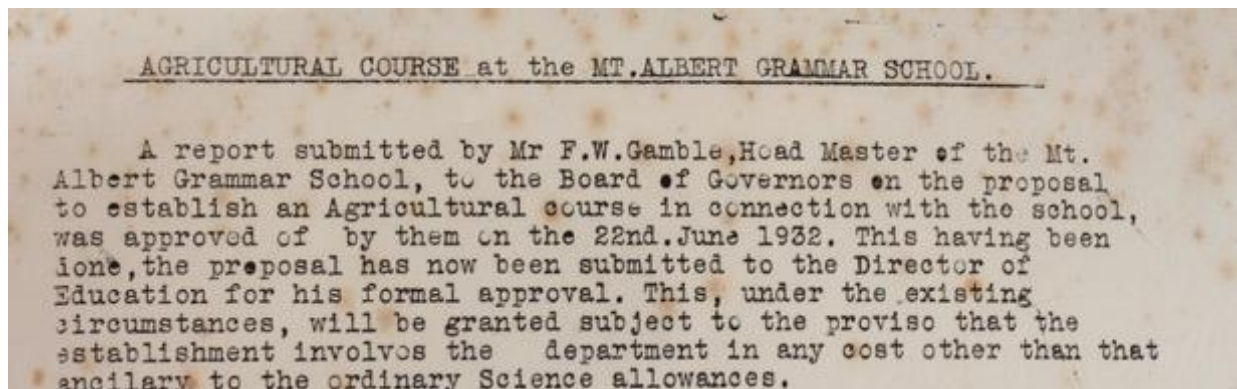 AGRICULTURAL COURSE at the MT.ALBERT GRAMMAR SCHOOL.
A report submitted by Mr F.W.Gamble,Head Master of the Mt.
Albert Grammar School, to the Board of Governors on the proposal
to establish an Agricultural course in connection with the school,
was approved of by them on the 22nd.June 1932. This having been
done,the proposal has now been submitted to the Director of
Education for his formal approval. This, under the existing
circumstances, will be granted subject to the proviso that the
establishment involves the department in any cost other than that
ancilary to the ordinary Science allowances.